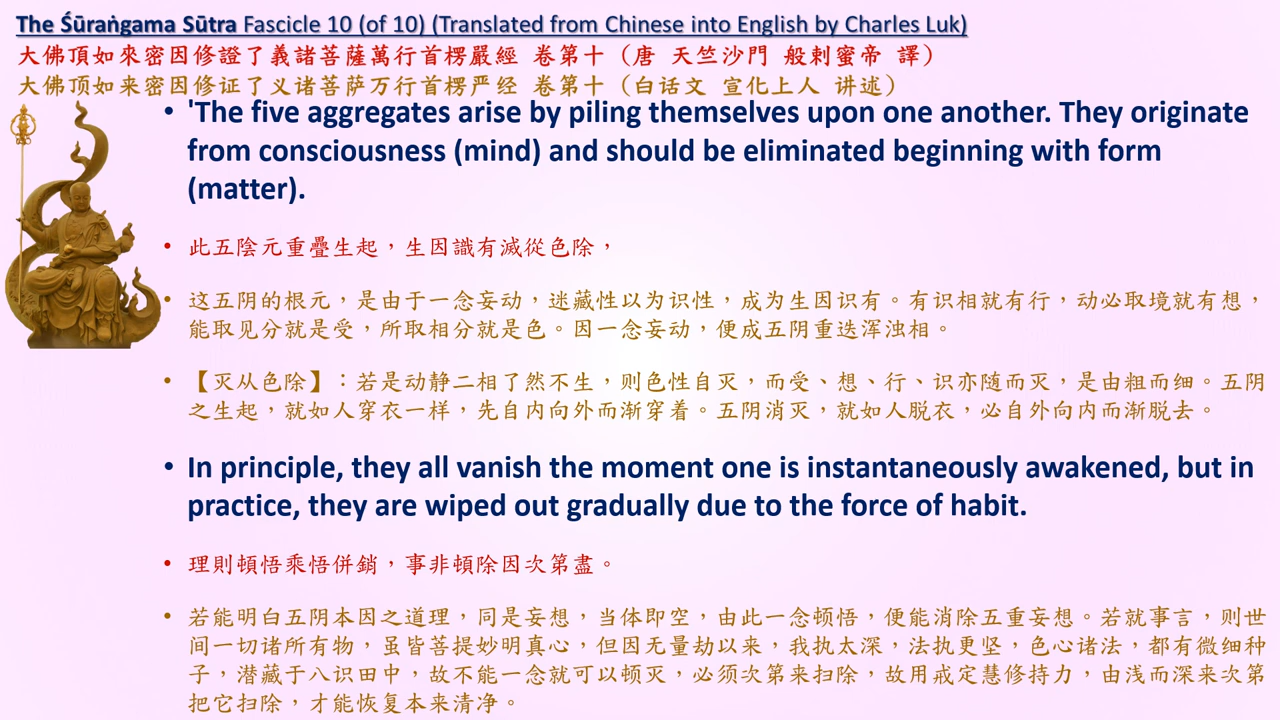 The Śūraṅgama Sūtra Fascicle 10 (of 10) (Translated from Chinese into English by Charles Luk)
大佛頂如來密因修證了義諸菩薩萬行首楞嚴經 卷第十（唐 天竺沙門 般剌蜜帝 譯）
大佛顶如来密因修证了义诸菩萨万行首楞严经 卷第十（白话文 宣化上人 讲述）
• 'The five aggregates arise by piling themselves upon one another. They originate
from consciousness (mind) and should be eliminated beginning with form
(matter).
• 此五陰元重疊生起，生因識有滅從色除，
• 这五阴的根元，是由于一念妄动，迷藏性以为识性，成为生因识有。有识相就有行，动必取境就有想，
能取见分就是受，所取相分就是色。因一念妄动，便成五阴重迭浑浊相。
• 【灭从色除】：若是动静二相了然不生，则色性自灭，而受、想、行、识亦随而灭，是由粗而细。五阴
之生起，就如人穿衣一样，先自内向外而渐穿着。五阴消灭，就如人脱衣，必自外向内而渐脱去。
• In principle, they all vanish the moment one is instantaneously awakened, but in
practice, they are wiped out gradually due to the force of habit.
• 理則頓悟乘悟併銷，事非頓除因次第盡。
• 若能明白五阴本因之道理，同是妄想，当体即空，由此一念顿悟，便能消除五重妄想。若就事言，则世
间一切诸所有物，虽皆菩提妙明真心，但因无量劫以来，我执太深，法执更坚，色心诸法，都有微细种
子，潜藏于八识田中，故不能一念就可以顿灭，必须次第来扫除，故用戒定慧修持力，由浅而深来次第
把它扫除，才能恢复本来清净。